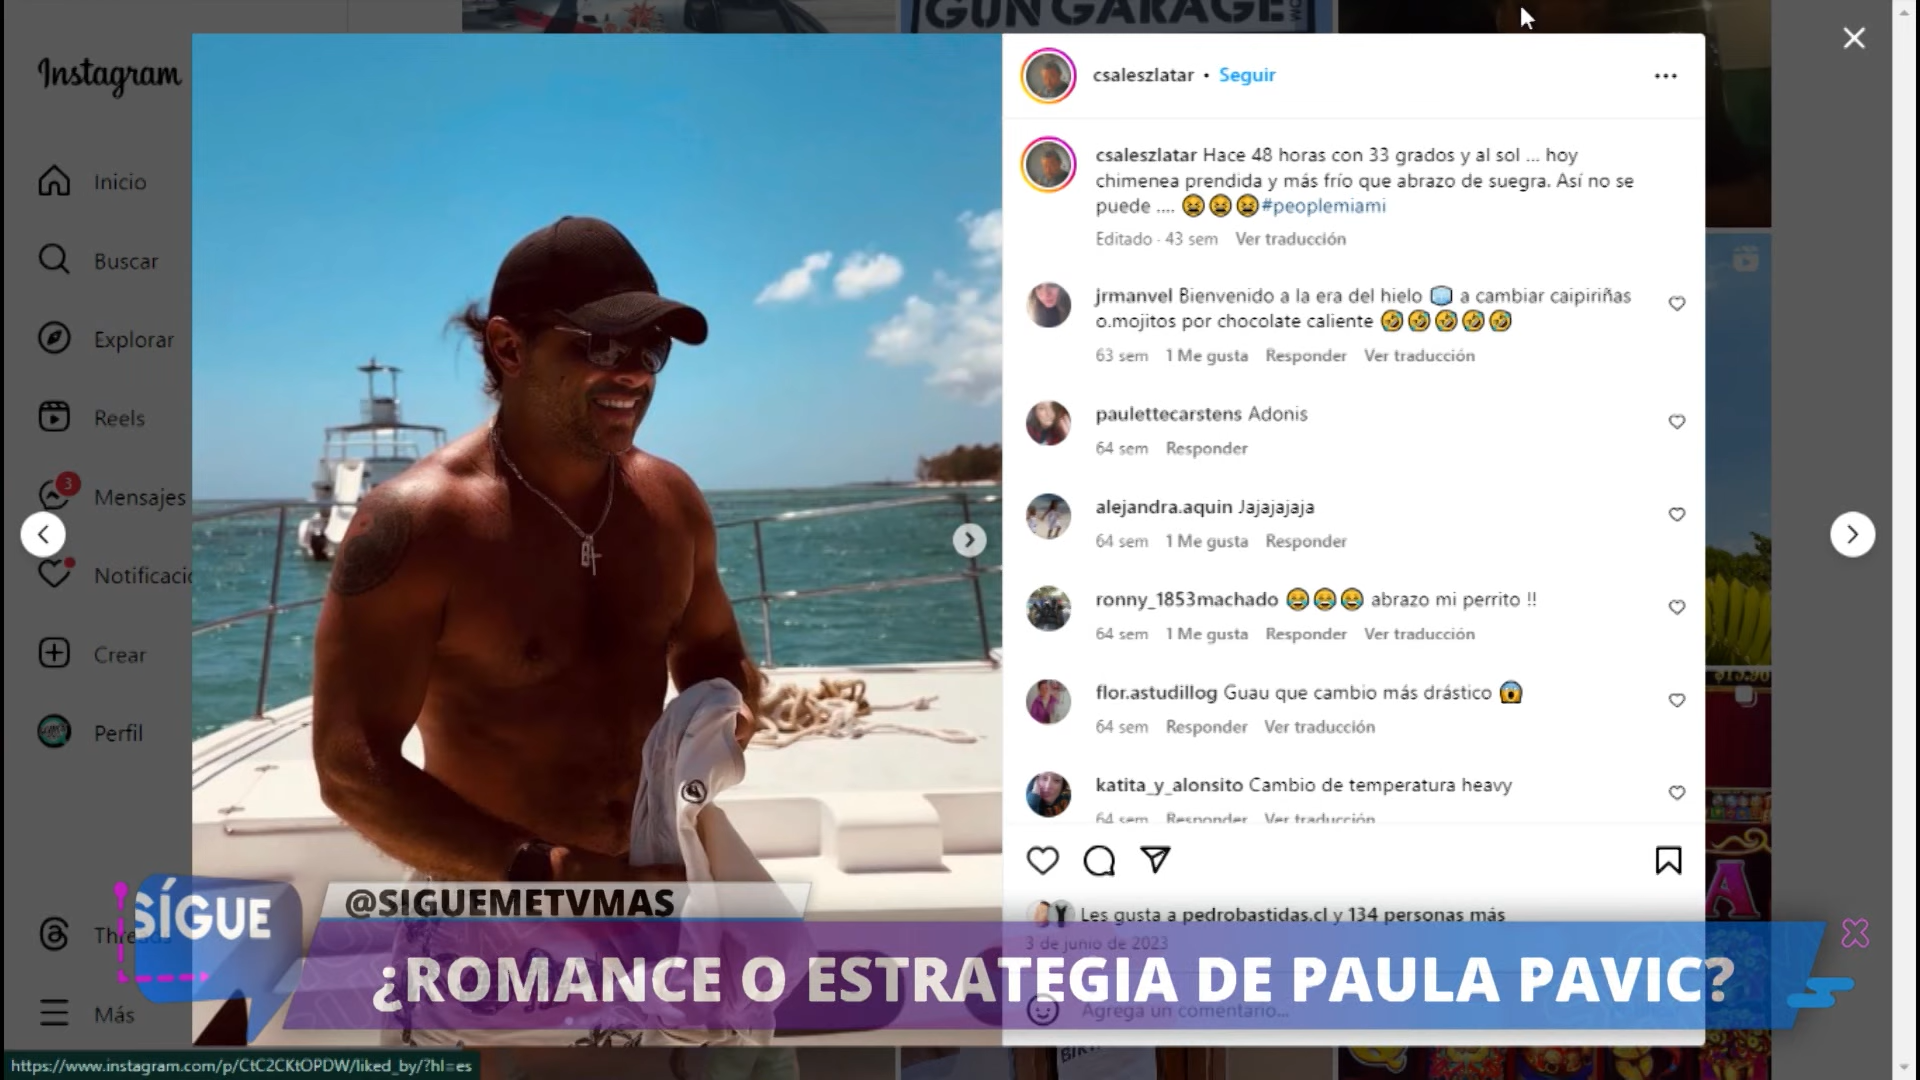 GUN GARAGE
Instagram
Inicio
Buscar
Explorar
Reels
3
Mensajes
Notificaci
Crear
Perfil
Más
csaleszlatar • Seguir
csaleszlatar Hace 48 horas con 33 grados y al sol ... hoy
chimenea prendida y más frío que abrazo de suegra. Así no se
puede .... 😆😆😆#peoplemiami
Editado · 43 sem Ver traducción
jrmanvel Bienvenido a la era del hielo 🧊 a cambiar caipiriñas
o.mojitos por chocolate caliente 🤣🤣🤣🤣🤣
63 sem 1 Me gusta Responder Ver traducción
paulettecarstens Adonis
64 sem Responder
alejandra.aquin Jajajajaja
64 sem 1 Me gusta Responder
ronny_1853machado 😂😂😂 abrazo mi perrito !!
64 sem 1 Me gusta Responder Ver traducción
flor.astudillog Guau que cambio más drástico 😱
64 sem Responder Ver traducción
katita_y_alonsito Cambio de temperatura heavy
64 sem Responder Ver traducción
Les gusta a pedrobastidas.cl y 134 personas más
3 de junio de 2023
Agrega un comentario...
SÍGUE
@SIGUEMETVMAS
¿ROMANCE O ESTRATEGIA DE PAULA PAVIC?
https://www.instagram.com/p/CtC2CKtOPDW/liked_by/?hl=es